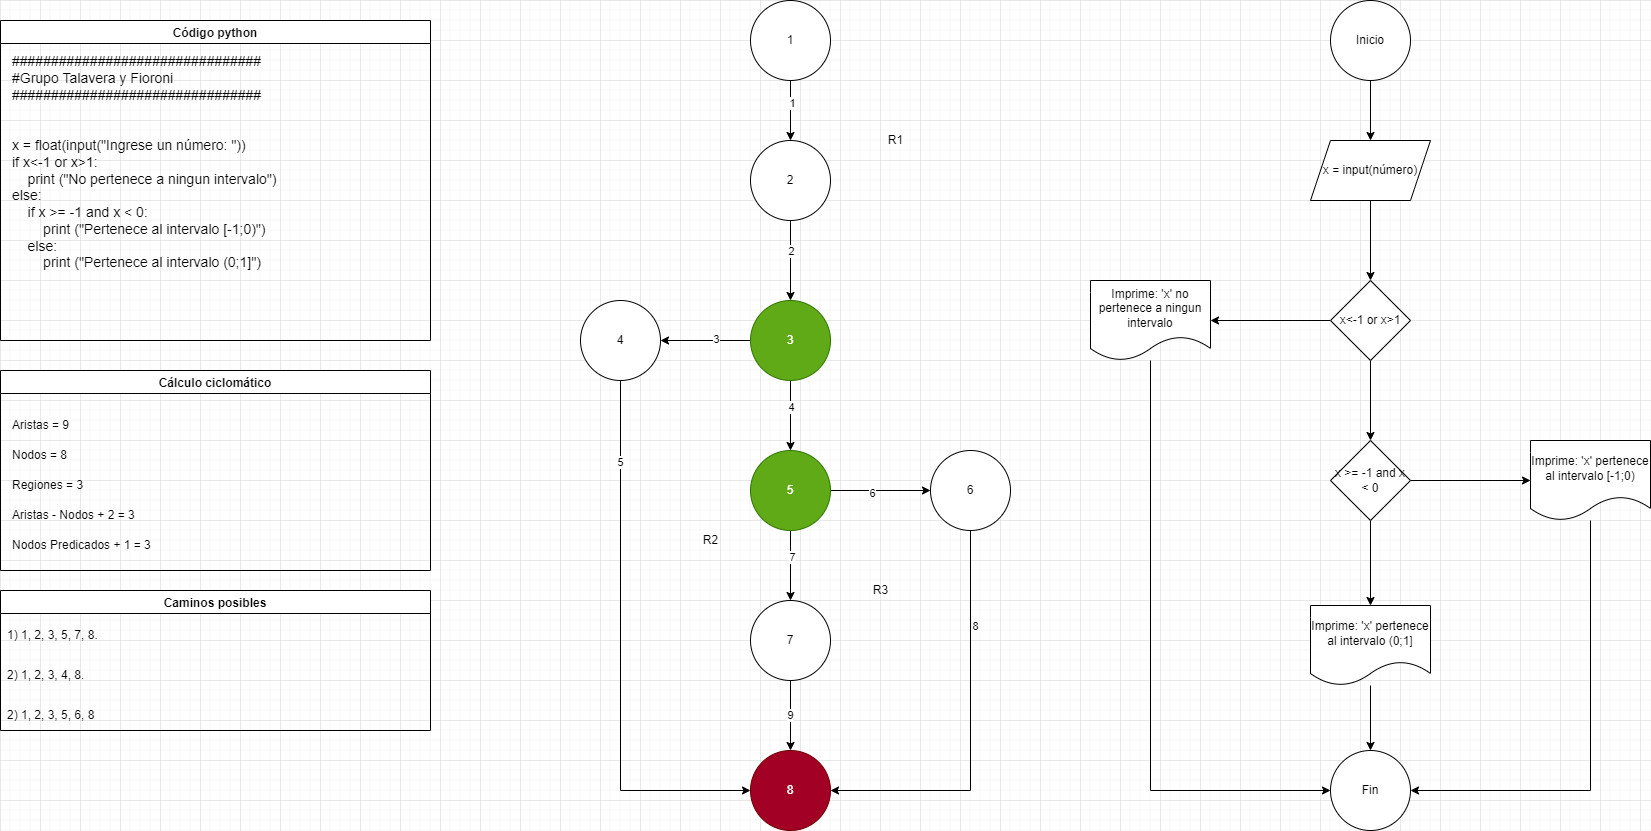 Código python
################################
#Grupo Talavera y Fioroni
################################
x = float(input("Ingrese un número: "))
if x<-1 or x>1:
    print ("No pertenece a ningun intervalo")
else:
    if x >= -1 and x < 0:
        print ("Pertenece al intervalo [-1;0)")
    else:
        print ("Pertenece al intervalo (0;1]")
Cálculo ciclomático
Aristas = 9
Nodos = 8
Regiones = 3
Aristas - Nodos + 2 = 3
Nodos Predicados + 1 = 3
Caminos posibles
1) 1, 2, 3, 5, 7, 8.
2) 1, 2, 3, 4, 8.
2) 1, 2, 3, 5, 6, 8
1
1
R1
2
2
4
3
3
4
5
5
6
6
R2
7
R3
8
7
9
8
Inicio
x = input(número)
Imprime: 'x' no
pertenece a ningun
intervalo
x<-1 or x>1
x >= -1 and x
< 0
Imprime: 'x' pertenece
al intervalo [-1;0)
Imprime: 'x' pertenece
al intervalo (0;1]
Fin